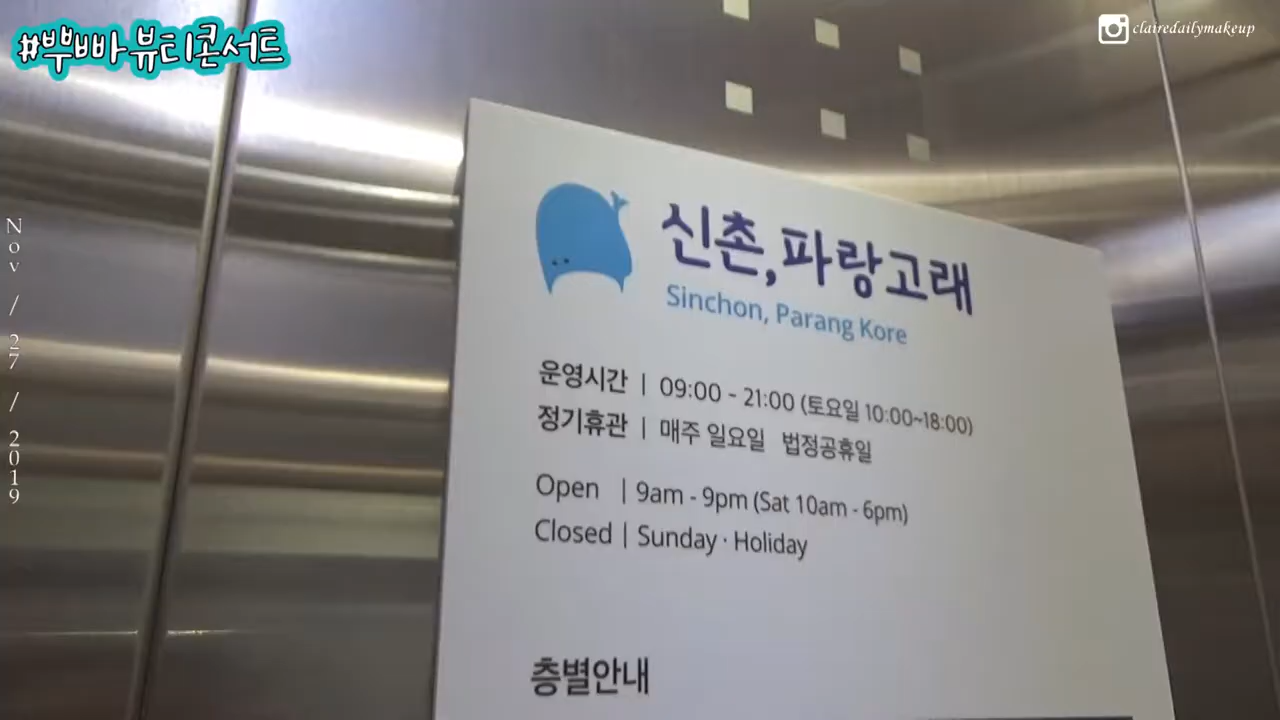 #뿌빠 뷰티콘서트
clairedailymakeup
Nov / 27 / 2019
신촌,파랑고래
Sinchon, Parang Kore
운영시간 | 09:00 - 21:00 (토요일 10:00~18:00)
정기휴관 | 매주 일요일 법정공휴일
Open | 9am - 9pm (Sat 10am - 6pm)
Closed | Sunday · Holiday
층별안내